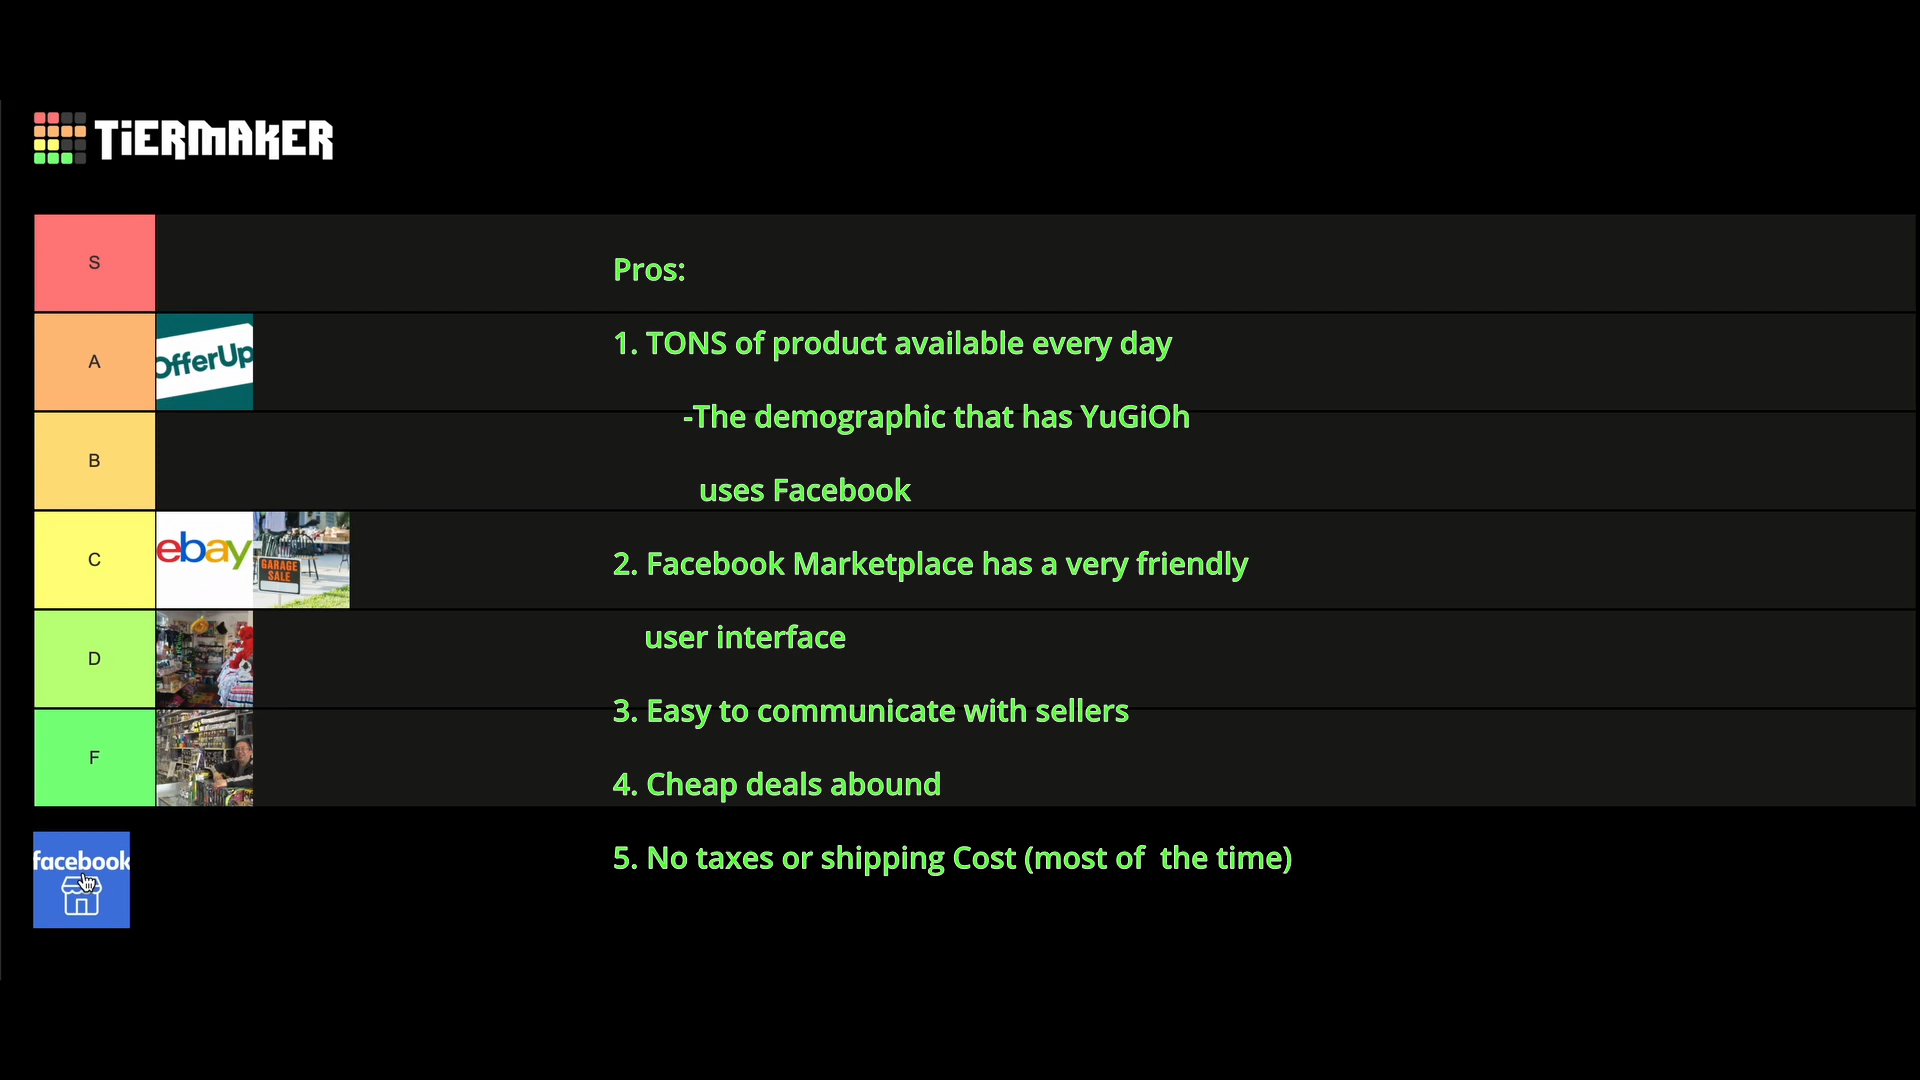 TiERMAKER
S
Pros:
A
OfferUp
1. TONS of product available every day
-The demographic that has YuGiOh
B
uses Facebook
C
ebay
GARAGE
SALE
2. Facebook Marketplace has a very friendly
user interface
D
3. Easy to communicate with sellers
F
4. Cheap deals abound
facebook
5. No taxes or shipping Cost (most of  the time)